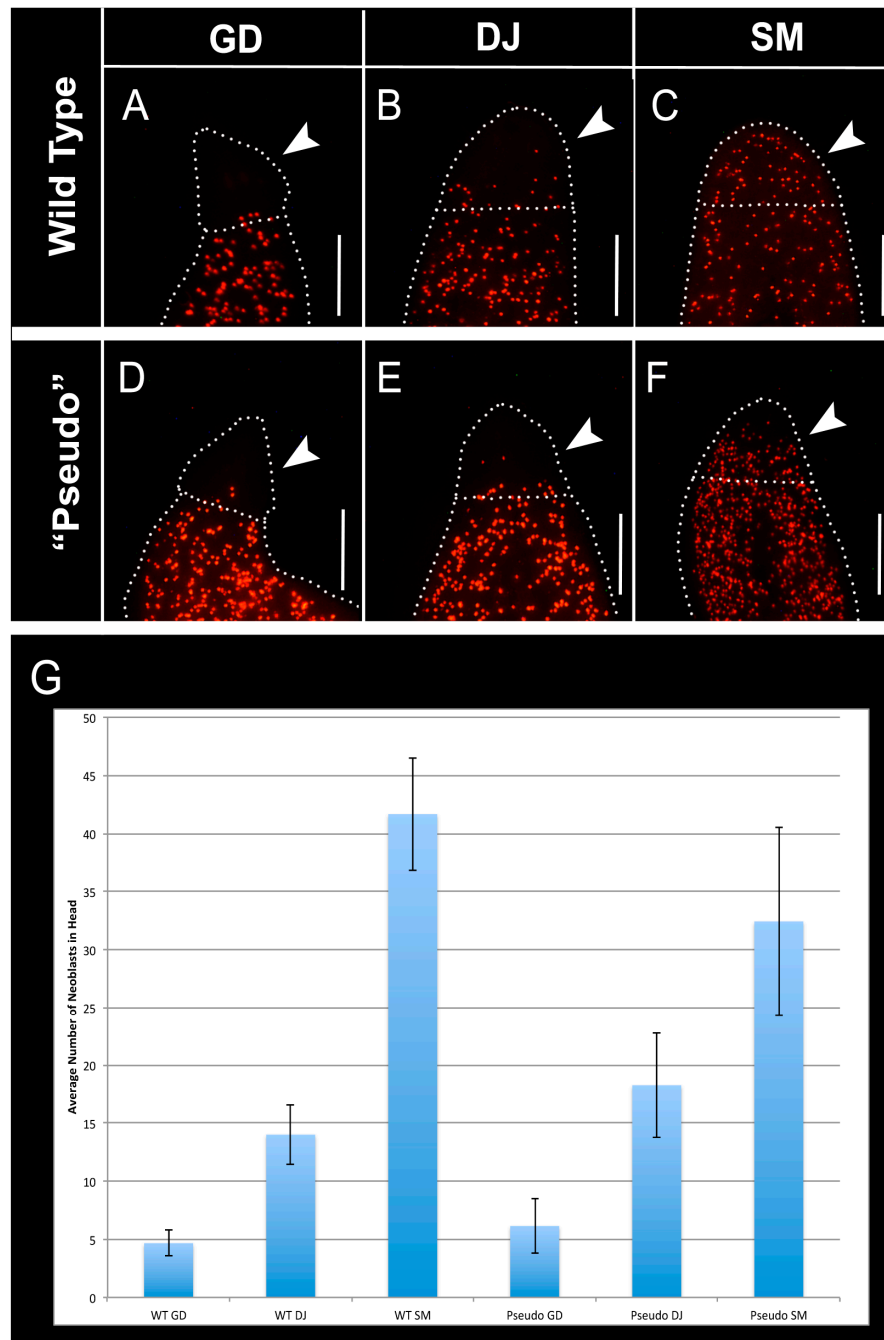 GD DJ SM
Wild Type
A B C
"Pseudo"
D E F
G
Average Number of Neoblasts in Head
50
45
40
35
30
25
20
15
10
5
0
WT GD WT DJ WT SM Pseudo GD Pseudo DJ Pseudo SM